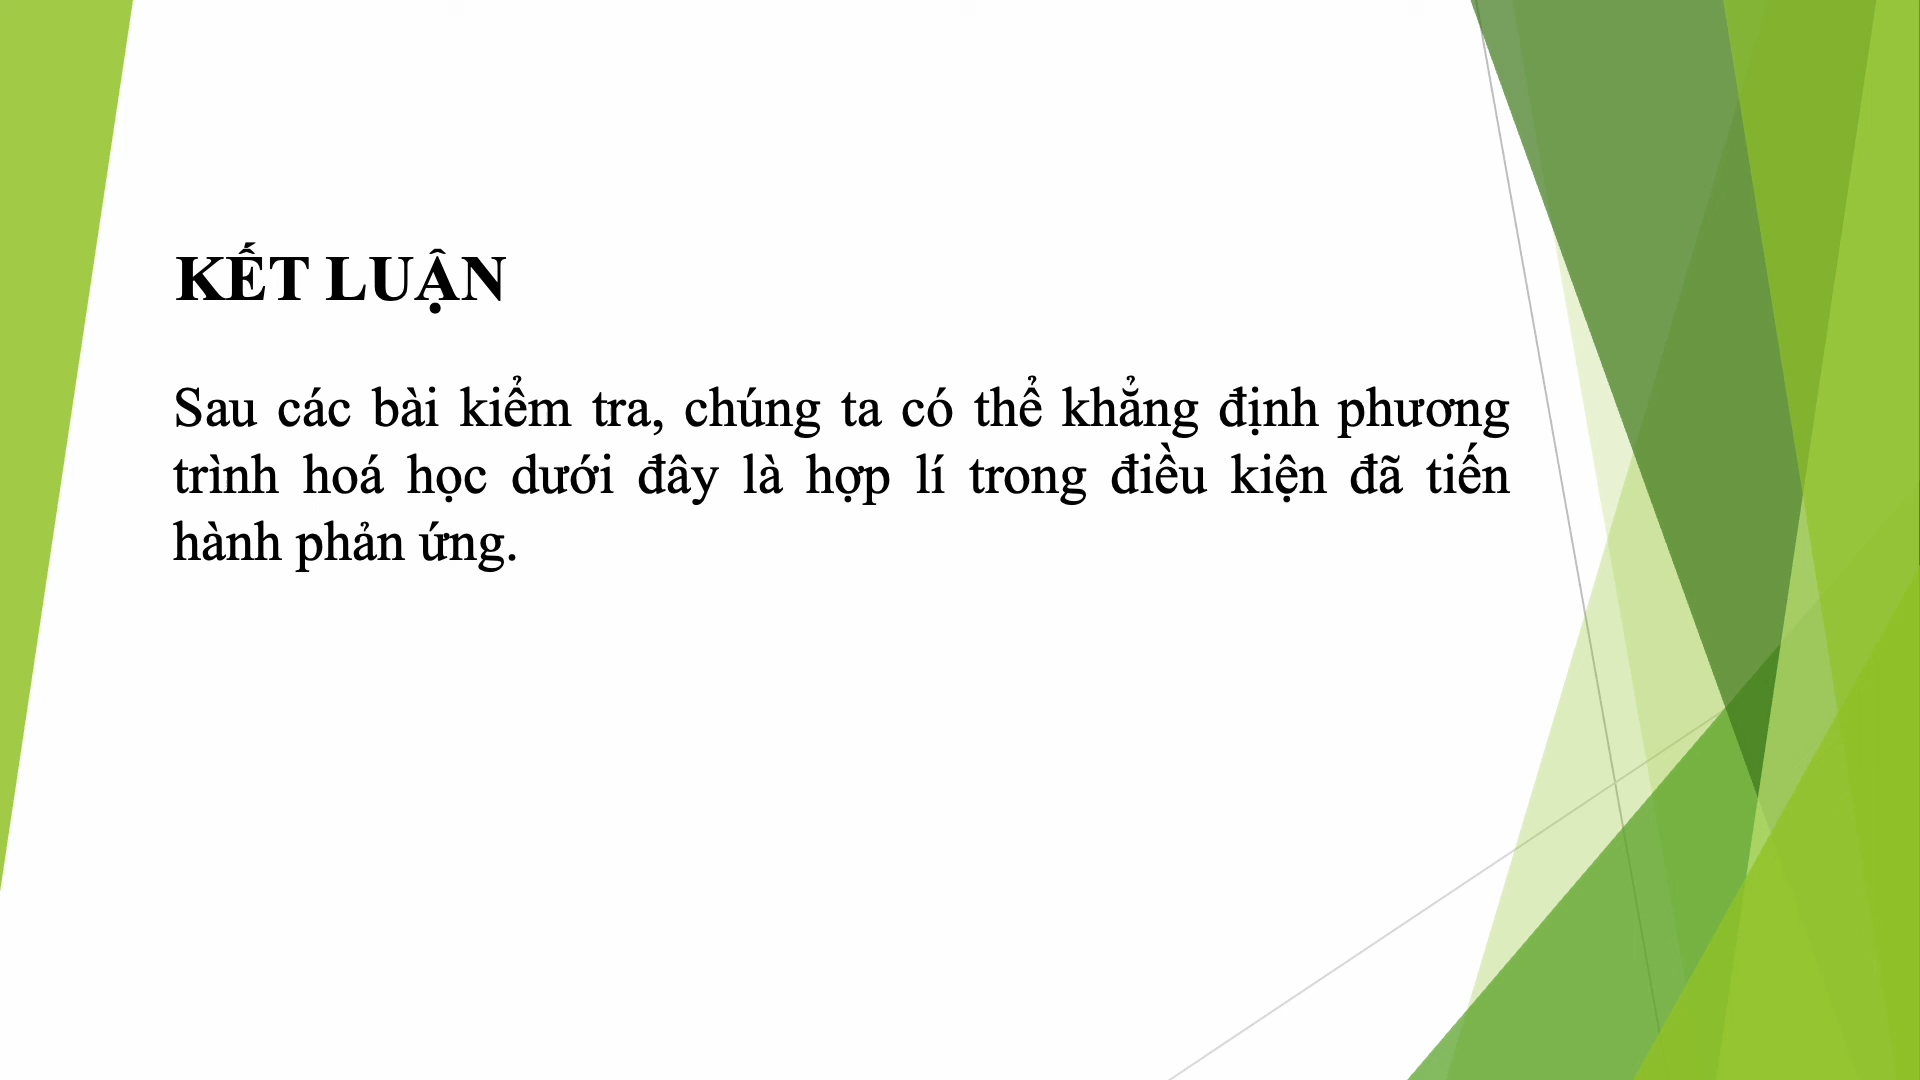 KẾT LUẬN
Sau các bài kiểm tra, chúng ta có thể khẳng định phương
trình hoá học dưới đây là hợp lí trong điều kiện đã tiến
hành phản ứng.